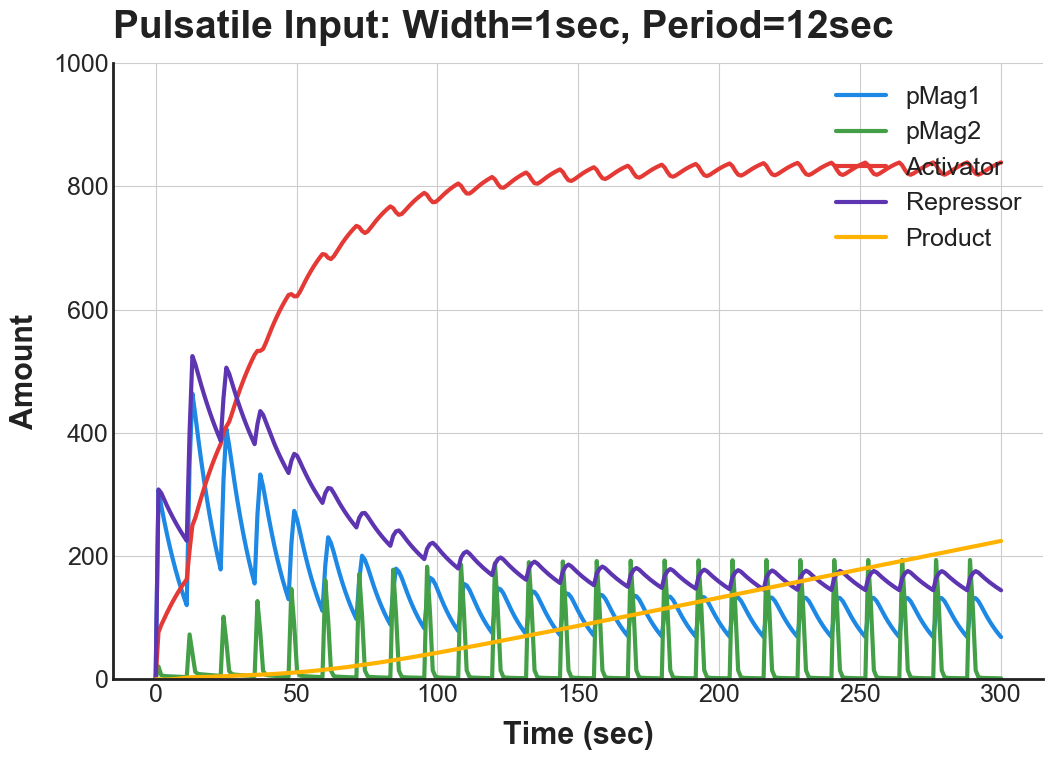 Pulsatile Input: Width=1sec, Period=12sec
1000
800
600
400
200
0
Amount
pMag1
pMag2
Activator
Repressor
Product
0 50 100 150 200 250 300
Time (sec)